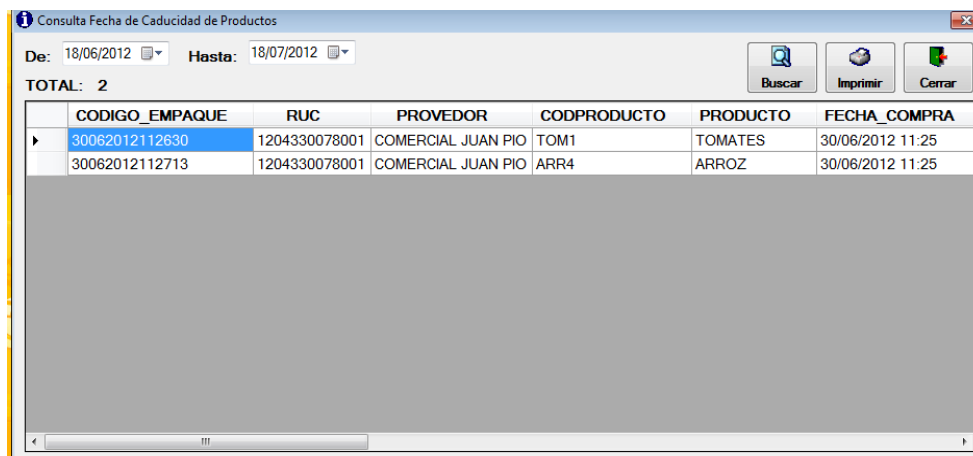 Consulta Fecha de Caducidad de Productos
De: 18/06/2012 Hasta: 18/07/2012
Buscar Imprimir Cerrar
TOTAL: 2
CODIGO_EMPAQUE RUC PROVEDOR CODPRODUCTO PRODUCTO FECHA_COMPRA
30062012112630 1204330078001 COMERCIAL JUAN PIO TOM1 TOMATES 30/06/2012 11:25
30062012112713 1204330078001 COMERCIAL JUAN PIO ARR4 ARROZ 30/06/2012 11:25